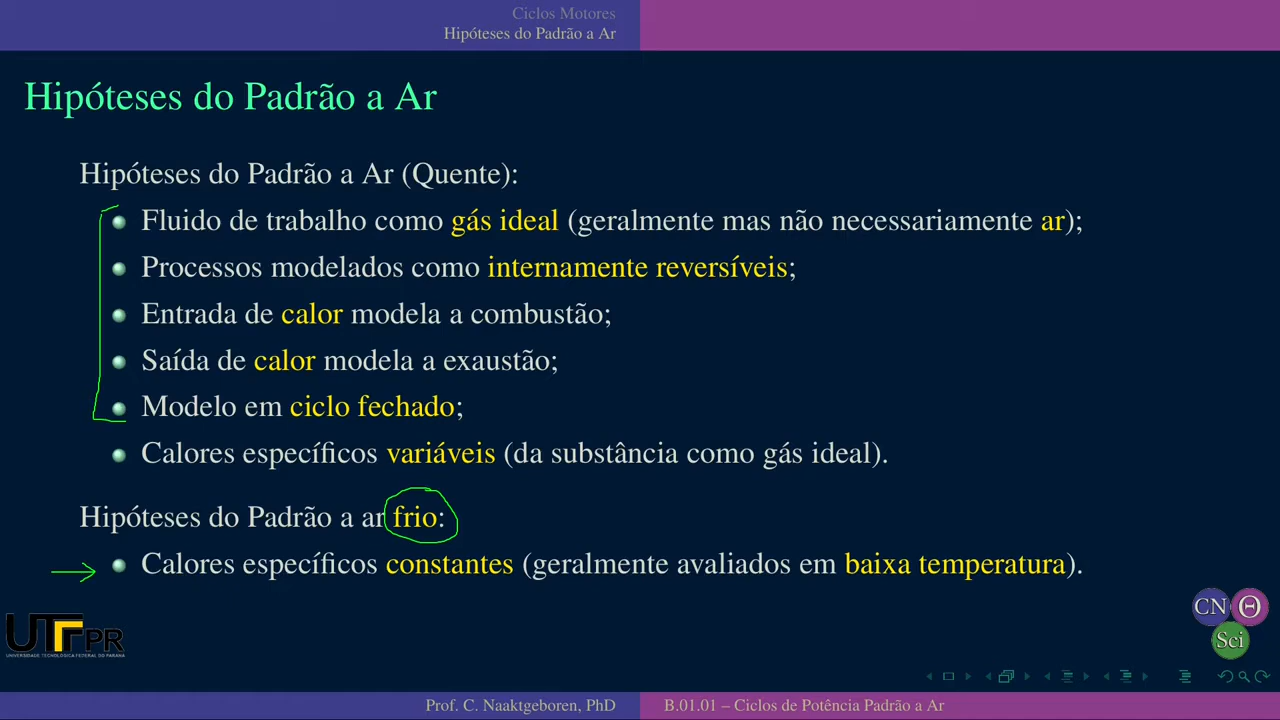 Ciclos Motores
Hipóteses do Padrão a Ar
Hipóteses do Padrão a Ar
Hipóteses do Padrão a Ar (Quente):
Fluido de trabalho como gás ideal (geralmente mas não necessariamente ar);
Processos modelados como internamente reversíveis;
Entrada de calor modela a combustão;
Saída de calor modela a exaustão;
Modelo em ciclo fechado;
Calores específicos variáveis (da substância como gás ideal).
Hipóteses do Padrão a ar frio:
Calores específicos constantes (geralmente avaliados em baixa temperatura).
UTFPR
UNIVERSIDADE TECNOLÓGICA FEDERAL DO PARANÁ
CN Θ
Sci
Prof. C. Naaktgeboren, PhD
B.01.01 – Ciclos de Potência Padrão a Ar